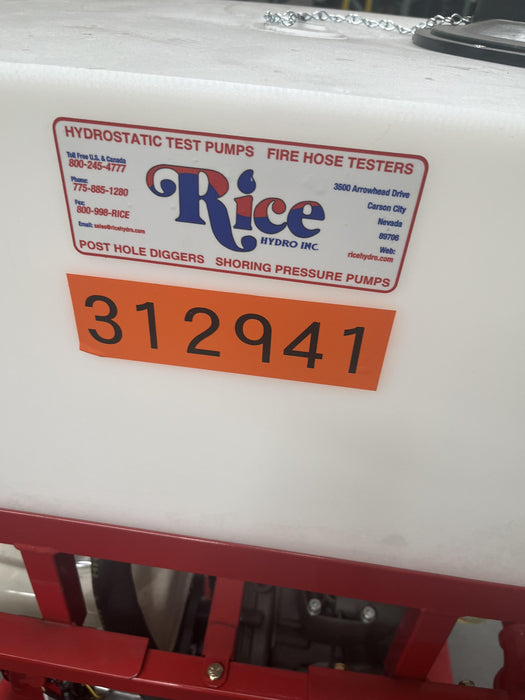 HYDROSTATIC TEST PUMPS FIRE HOSE TESTERS
Toll Free U.S. & Canada
800-245-4777
Phone:
775-885-1280
Fax:
800-998-RICE
Email: sales@ricehydro.com
Rice
HYDRO INC.
3500 Arrowhead Drive
Carson City
Nevada
89706
Web:
ricehydro.com
POST HOLE DIGGERS SHORING PRESSURE PUMPS
312941